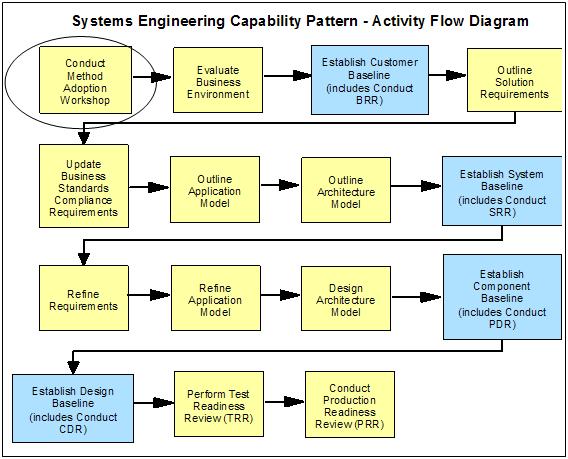 Systems Engineering Capability Pattern - Activity Flow Diagram
Conduct
Method
Adoption
Workshop
Evaluate
Business
Environment
Establish Customer
Baseline
(includes Conduct
BRR)
Outline
Solution
Requirements
Update
Business
Standards
Compliance
Requirements
Outline
Application
Model
Outline
Architecture
Model
Establish System
Baseline
(includes Conduct
SRR)
Refine
Requirements
Refine
Application
Model
Design
Architecture
Model
Establish
Component
Baseline
(includes Conduct
PDR)
Establish Design
Baseline
(includes Conduct
CDR)
Perform Test
Readiness
Review (TRR)
Conduct
Production
Readiness
Review (PRR)